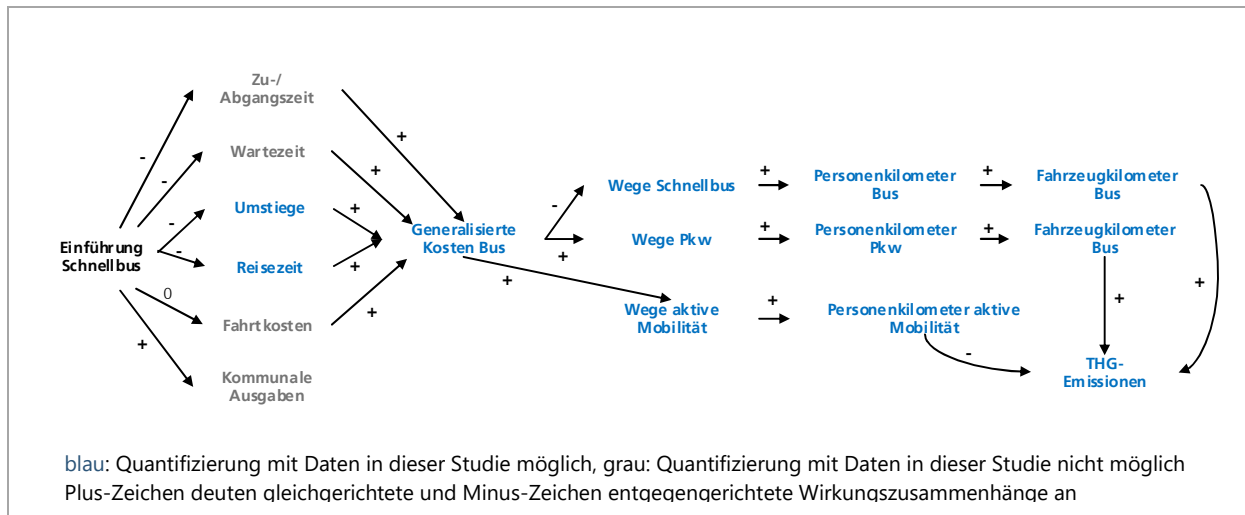 Zu-/
Abgangszeit
-
+
Wartezeit
-
+
Umstiege
-
+
Einführung
Schnellbus
-
Reisezeit
+
0
Fahrtkosten
+
+
Kommunale
Ausgaben
Generalisierte
Kosten Bus
-
Wege Schnellbus
+
Personenkilometer
Bus
+
Fahrzeugkilometer
Bus
+
Wege Pkw
+
Personenkilometer
Pkw
+
Fahrzeugkilometer
Bus
+
Wege aktive
Mobilität
+
Personenkilometer aktive
Mobilität
-
+
+
THG-
Emissionen
blau: Quantifizierung mit Daten in dieser Studie möglich, grau: Quantifizierung mit Daten in dieser Studie nicht möglich
Plus-Zeichen deuten gleichgerichtete und Minus-Zeichen entgegengerichtete Wirkungszusammenhänge an